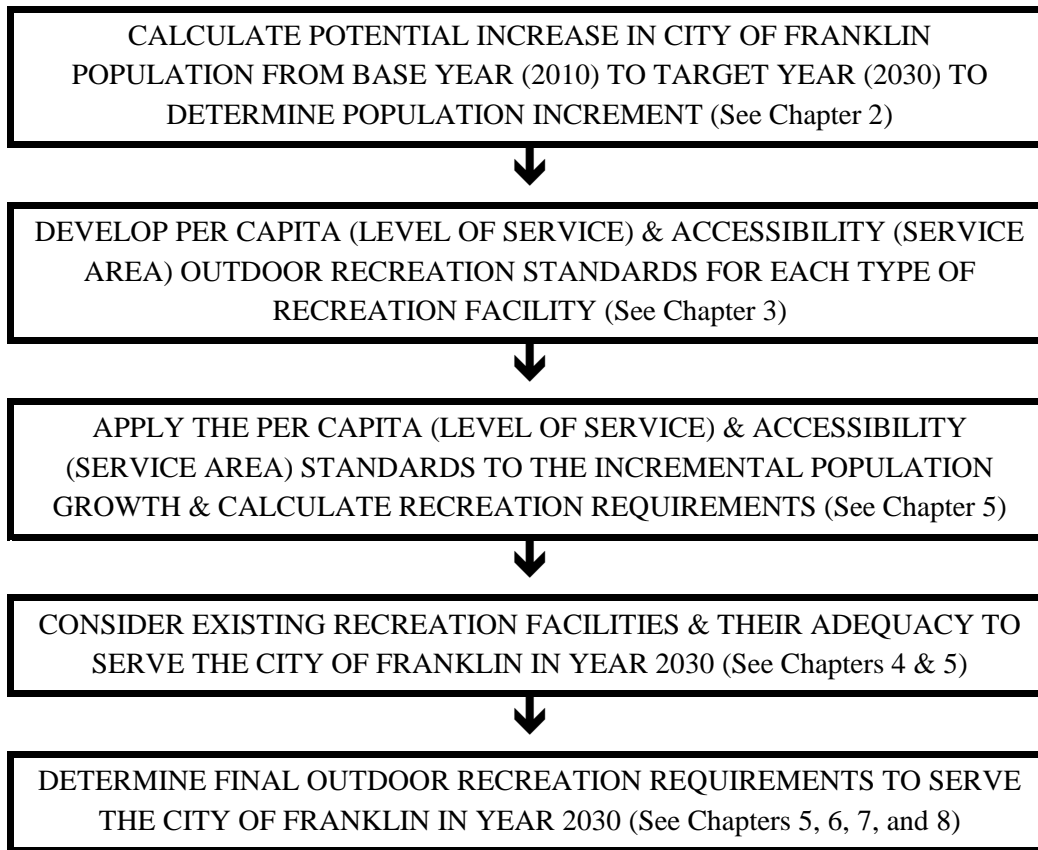 CALCULATE POTENTIAL INCREASE IN CITY OF FRANKLIN
POPULATION FROM BASE YEAR (2010) TO TARGET YEAR (2030) TO
DETERMINE POPULATION INCREMENT (See Chapter 2)
DEVELOP PER CAPITA (LEVEL OF SERVICE) & ACCESSIBILITY (SERVICE
AREA) OUTDOOR RECREATION STANDARDS FOR EACH TYPE OF
RECREATION FACILITY (See Chapter 3)
APPLY THE PER CAPITA (LEVEL OF SERVICE) & ACCESSIBILITY
(SERVICE AREA) STANDARDS TO THE INCREMENTAL POPULATION
GROWTH & CALCULATE RECREATION REQUIREMENTS (See Chapter 5)
CONSIDER EXISTING RECREATION FACILITIES & THEIR ADEQUACY TO
SERVE THE CITY OF FRANKLIN IN YEAR 2030 (See Chapters 4 & 5)
DETERMINE FINAL OUTDOOR RECREATION REQUIREMENTS TO SERVE
THE CITY OF FRANKLIN IN YEAR 2030 (See Chapters 5, 6, 7, and 8)